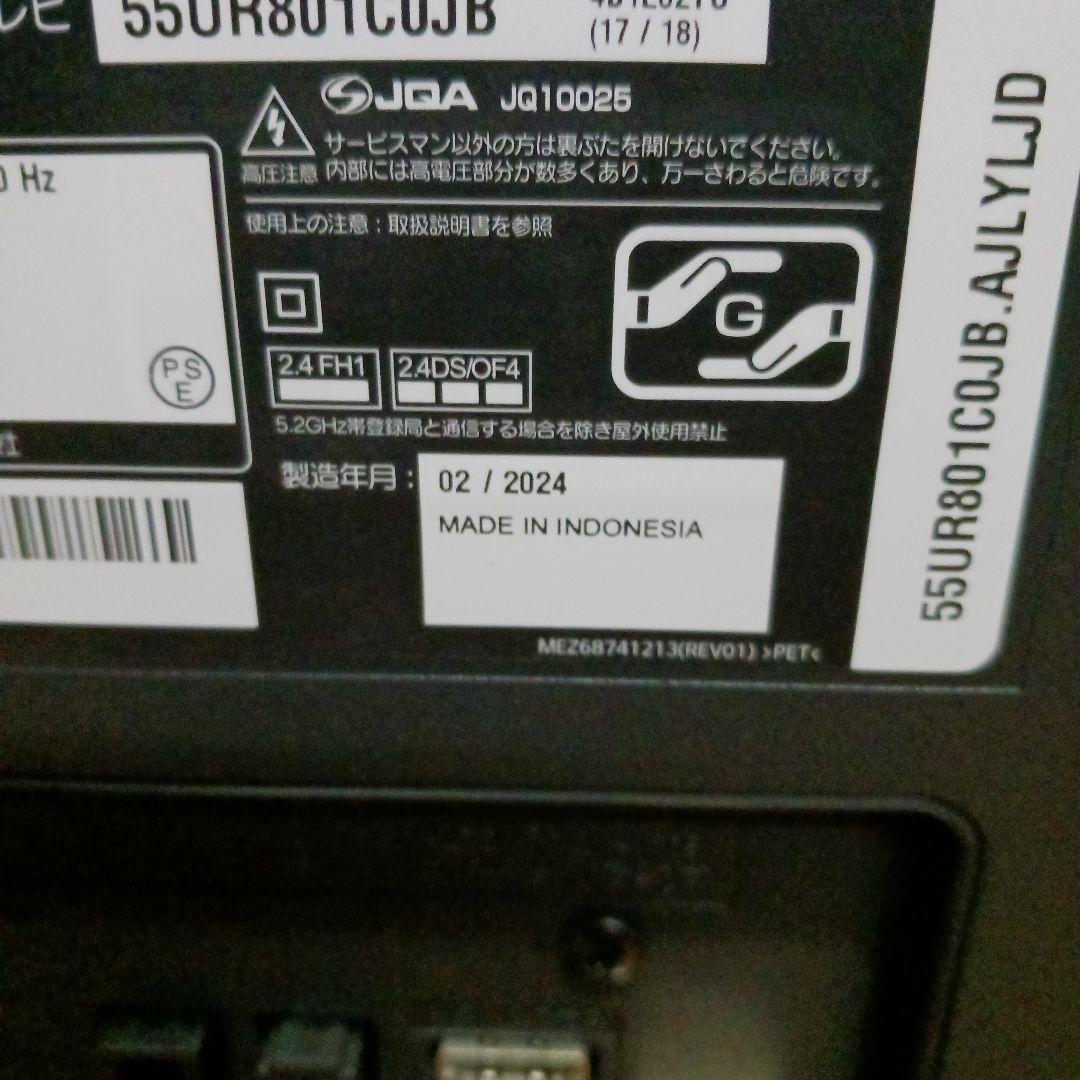 レビ
55UR801C0JB
(17 / 18)
JQA JQ10025
サービスマン以外の方は裏ぶたを開けないでください。
高圧注意 内部には高電圧部分が数多くあり、万一さわると危険です。
0 Hz
使用上の注意：取扱説明書を参照
G
PS
E
2.4 FH1
2.4DS/OF4
5.2GHz帯登録局と通信する場合を除き屋外使用禁止
社
製造年月：
02 / 2024
MADE IN INDONESIA
MEZ68741213(REV01) >PET<
55UR801C0JB.AJLYLJD